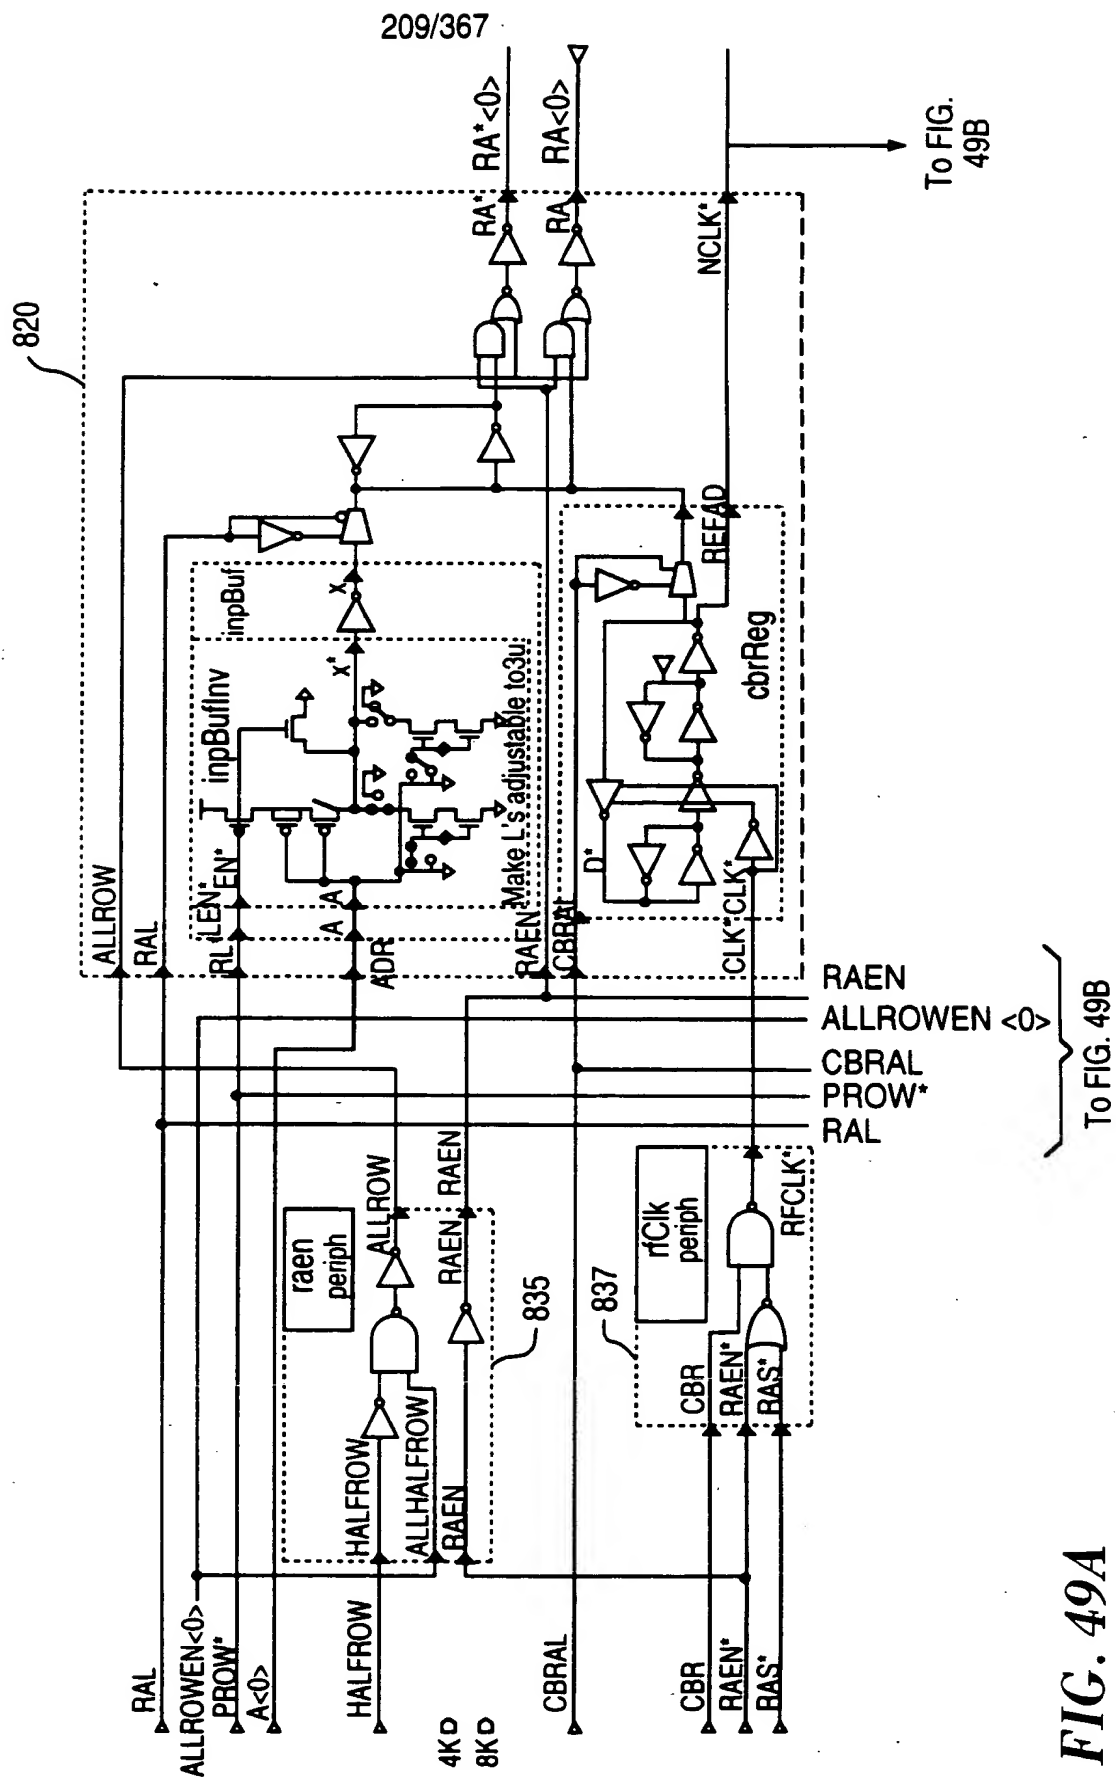 209/367
820
RA*<0>
RA<0>
RA*
RA
NCLK*
To FIG.
49B
ALLROW
RAL
RL*
LEN*
EN*
ADR
A
A
inpBufInv
inpBuf
x*
x
Make L's adjustable to3u
RAEN
CBRAL
CLK*
CLK*
D*
REFAD
cbrReg
RAEN
ALLROWEN <0>
CBRAL
PROW*
RAL
To FIG. 49B
raen
periph
HALFROW
ALLHALFROW
RAEN
ALLROW
RAEN
RAEN
835
837
rfClk
periph
CBR
RAEN*
RAS*
RFCLK*
RAL
ALLROWEN<0>
PROW*
A<0>
HALFROW
4K D
8K D
CBRAL
CBR
RAEN*
RAS*
FIG. 49A